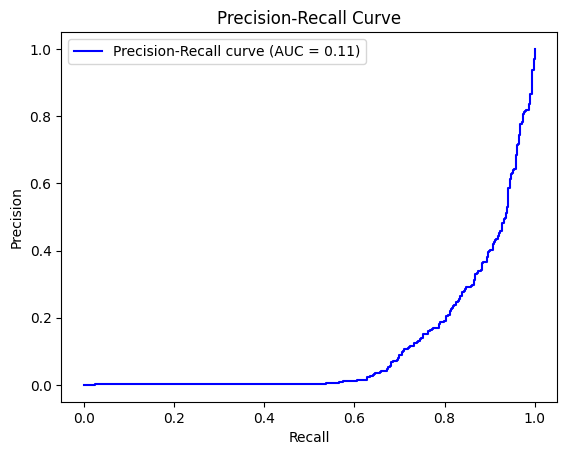 Precision-Recall Curve
Precision-Recall curve (AUC = 0.11)
1.0
0.8
0.6
0.4
0.2
0.0
Precision
0.0 0.2 0.4 0.6 0.8 1.0
Recall